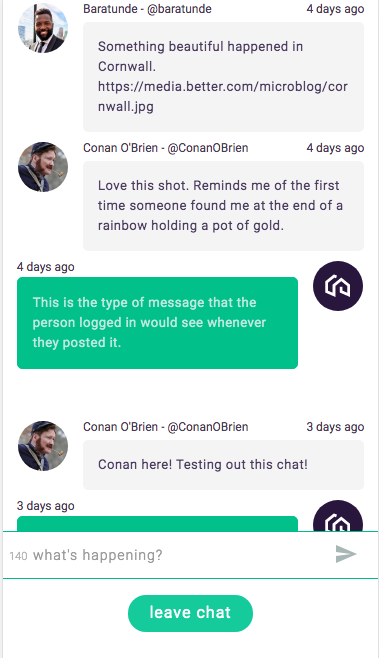 Baratunde - @baratunde 4 days ago
Something beautiful happened in
Cornwall.
https://media.better.com/microblog/cor
nwall.jpg
Conan O'Brien - @ConanOBrien 4 days ago
Love this shot. Reminds me of the first
time someone found me at the end of a
rainbow holding a pot of gold.
4 days ago
This is the type of message that the
person logged in would see whenever
they posted it.
Conan O'Brien - @ConanOBrien 3 days ago
Conan here! Testing out this chat!
3 days ago
140 what's happening?
leave chat